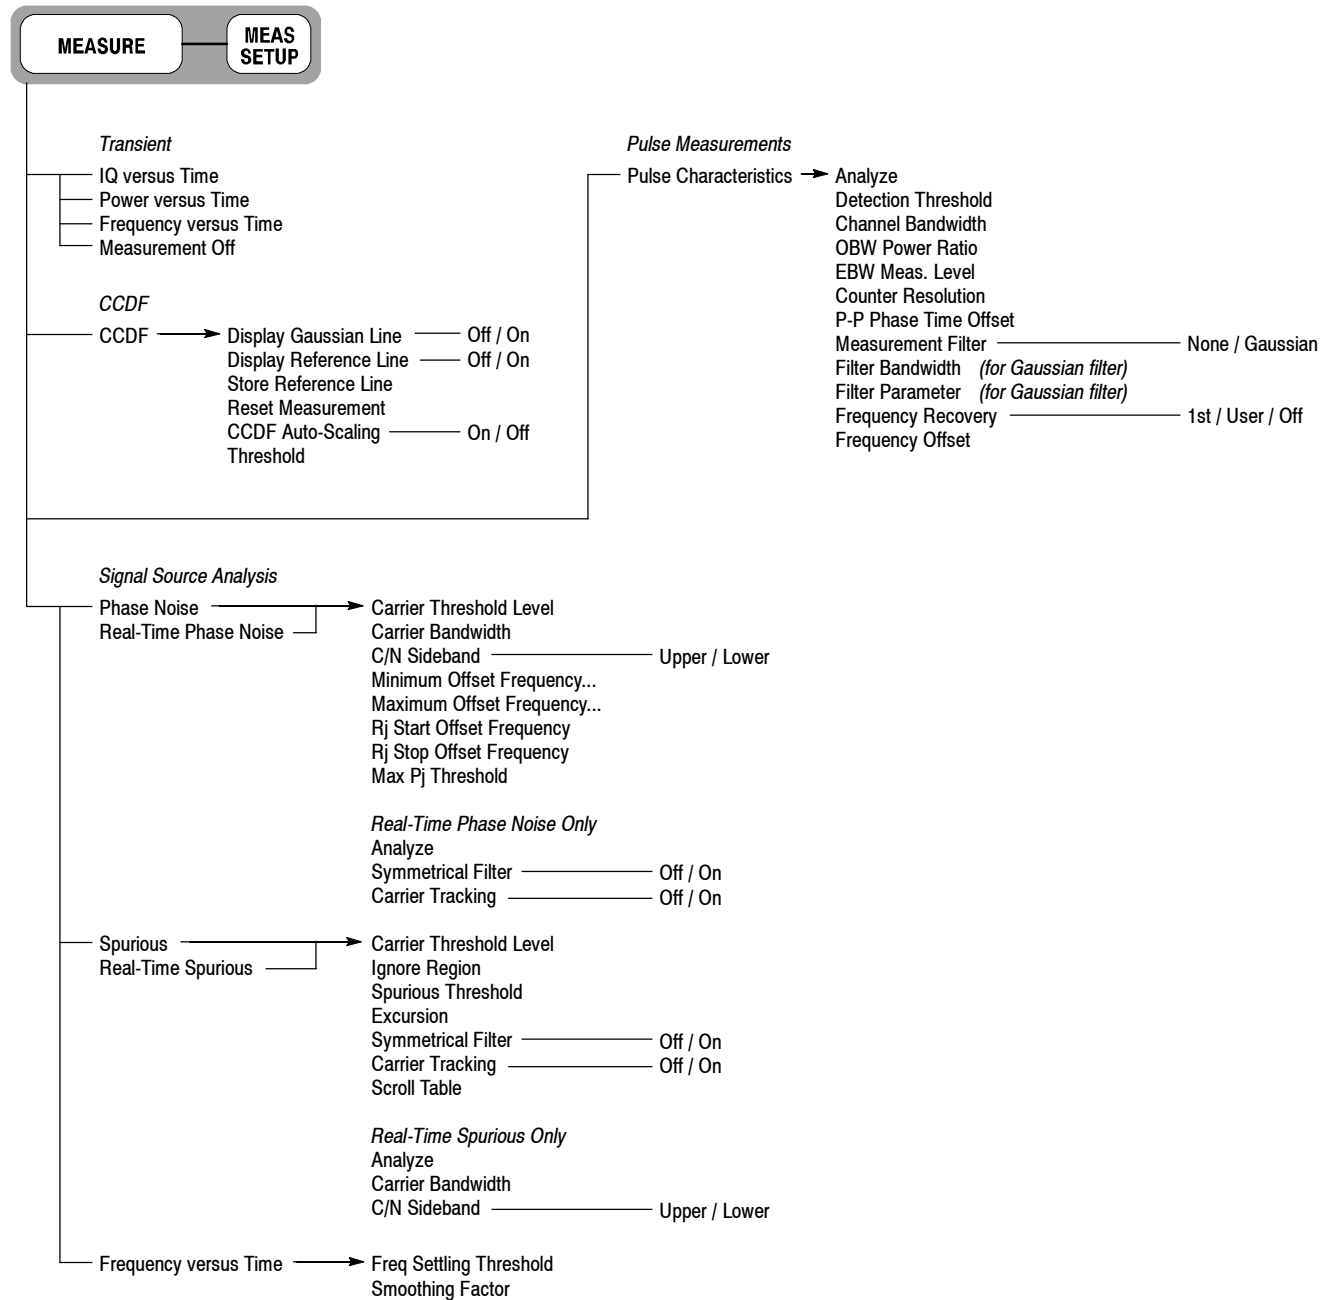 MEASURE
MEAS
SETUP
Transient
IQ versus Time
Power versus Time
Frequency versus Time
Measurement Off
CCDF
CCDF
Display Gaussian Line Off / On
Display Reference Line Off / On
Store Reference Line
Reset Measurement
CCDF Auto-Scaling On / Off
Threshold
Pulse Measurements
Pulse Characteristics
Analyze
Detection Threshold
Channel Bandwidth
OBW Power Ratio
EBW Meas. Level
Counter Resolution
P-P Phase Time Offset
Measurement Filter None / Gaussian
Filter Bandwidth (for Gaussian filter)
Filter Parameter (for Gaussian filter)
Frequency Recovery 1st / User / Off
Frequency Offset
Signal Source Analysis
Phase Noise
Real-Time Phase Noise
Carrier Threshold Level
Carrier Bandwidth
C/N Sideband Upper / Lower
Minimum Offset Frequency...
Maximum Offset Frequency...
Rj Start Offset Frequency
Rj Stop Offset Frequency
Max Pj Threshold
Real-Time Phase Noise Only
Analyze
Symmetrical Filter Off / On
Carrier Tracking Off / On
Spurious
Real-Time Spurious
Carrier Threshold Level
Ignore Region
Spurious Threshold
Excursion
Symmetrical Filter Off / On
Carrier Tracking Off / On
Scroll Table
Real-Time Spurious Only
Analyze
Carrier Bandwidth
C/N Sideband Upper / Lower
Frequency versus Time
Freq Settling Threshold
Smoothing Factor